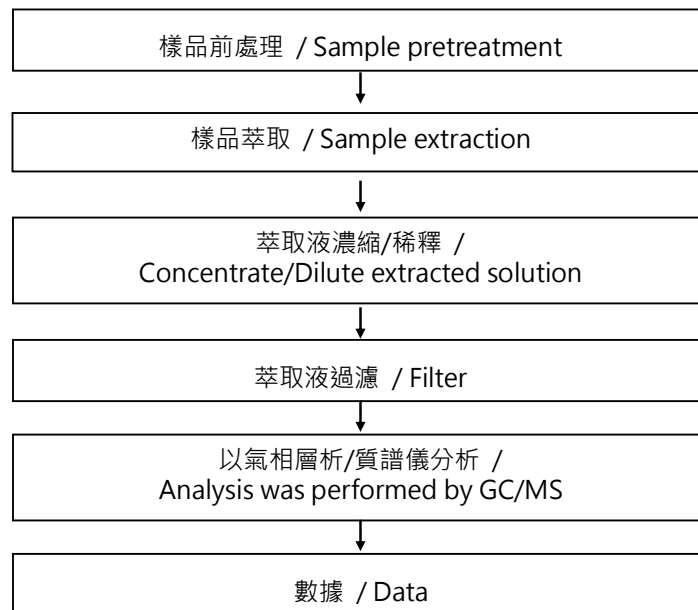 樣品前處理 / Sample pretreatment
樣品萃取 / Sample extraction
萃取液濃縮/稀釋 /
Concentrate/Dilute extracted solution
萃取液過濾 / Filter
以氣相層析/質譜儀分析 /
Analysis was performed by GC/MS
數據 / Data